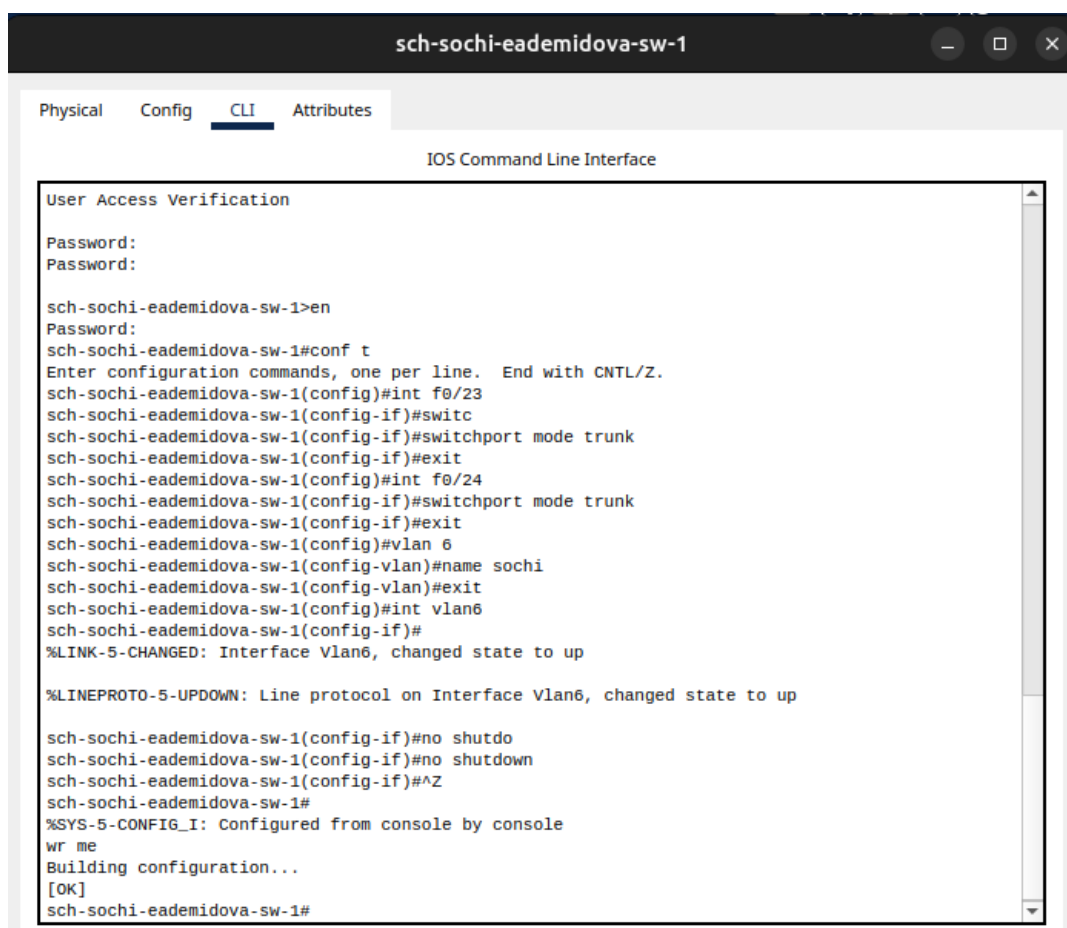 sch-sochi-eademidova-sw-1
Physical Config CLI Attributes
IOS Command Line Interface
User Access Verification
Password:
Password:
sch-sochi-eademidova-sw-1>en
Password:
sch-sochi-eademidova-sw-1#conf t
Enter configuration commands, one per line.  End with CNTL/Z.
sch-sochi-eademidova-sw-1(config)#int f0/23
sch-sochi-eademidova-sw-1(config-if)#switc
sch-sochi-eademidova-sw-1(config-if)#switchport mode trunk
sch-sochi-eademidova-sw-1(config-if)#exit
sch-sochi-eademidova-sw-1(config)#int f0/24
sch-sochi-eademidova-sw-1(config-if)#switchport mode trunk
sch-sochi-eademidova-sw-1(config-if)#exit
sch-sochi-eademidova-sw-1(config)#vlan 6
sch-sochi-eademidova-sw-1(config-vlan)#name sochi
sch-sochi-eademidova-sw-1(config-vlan)#exit
sch-sochi-eademidova-sw-1(config)#int vlan6
sch-sochi-eademidova-sw-1(config-if)#
%LINK-5-CHANGED: Interface Vlan6, changed state to up
%LINEPROTO-5-UPDOWN: Line protocol on Interface Vlan6, changed state to up
sch-sochi-eademidova-sw-1(config-if)#no shutdo
sch-sochi-eademidova-sw-1(config-if)#no shutdown
sch-sochi-eademidova-sw-1(config-if)#^Z
sch-sochi-eademidova-sw-1#
%SYS-5-CONFIG_I: Configured from console by console
wr me
Building configuration...
[OK]
sch-sochi-eademidova-sw-1#